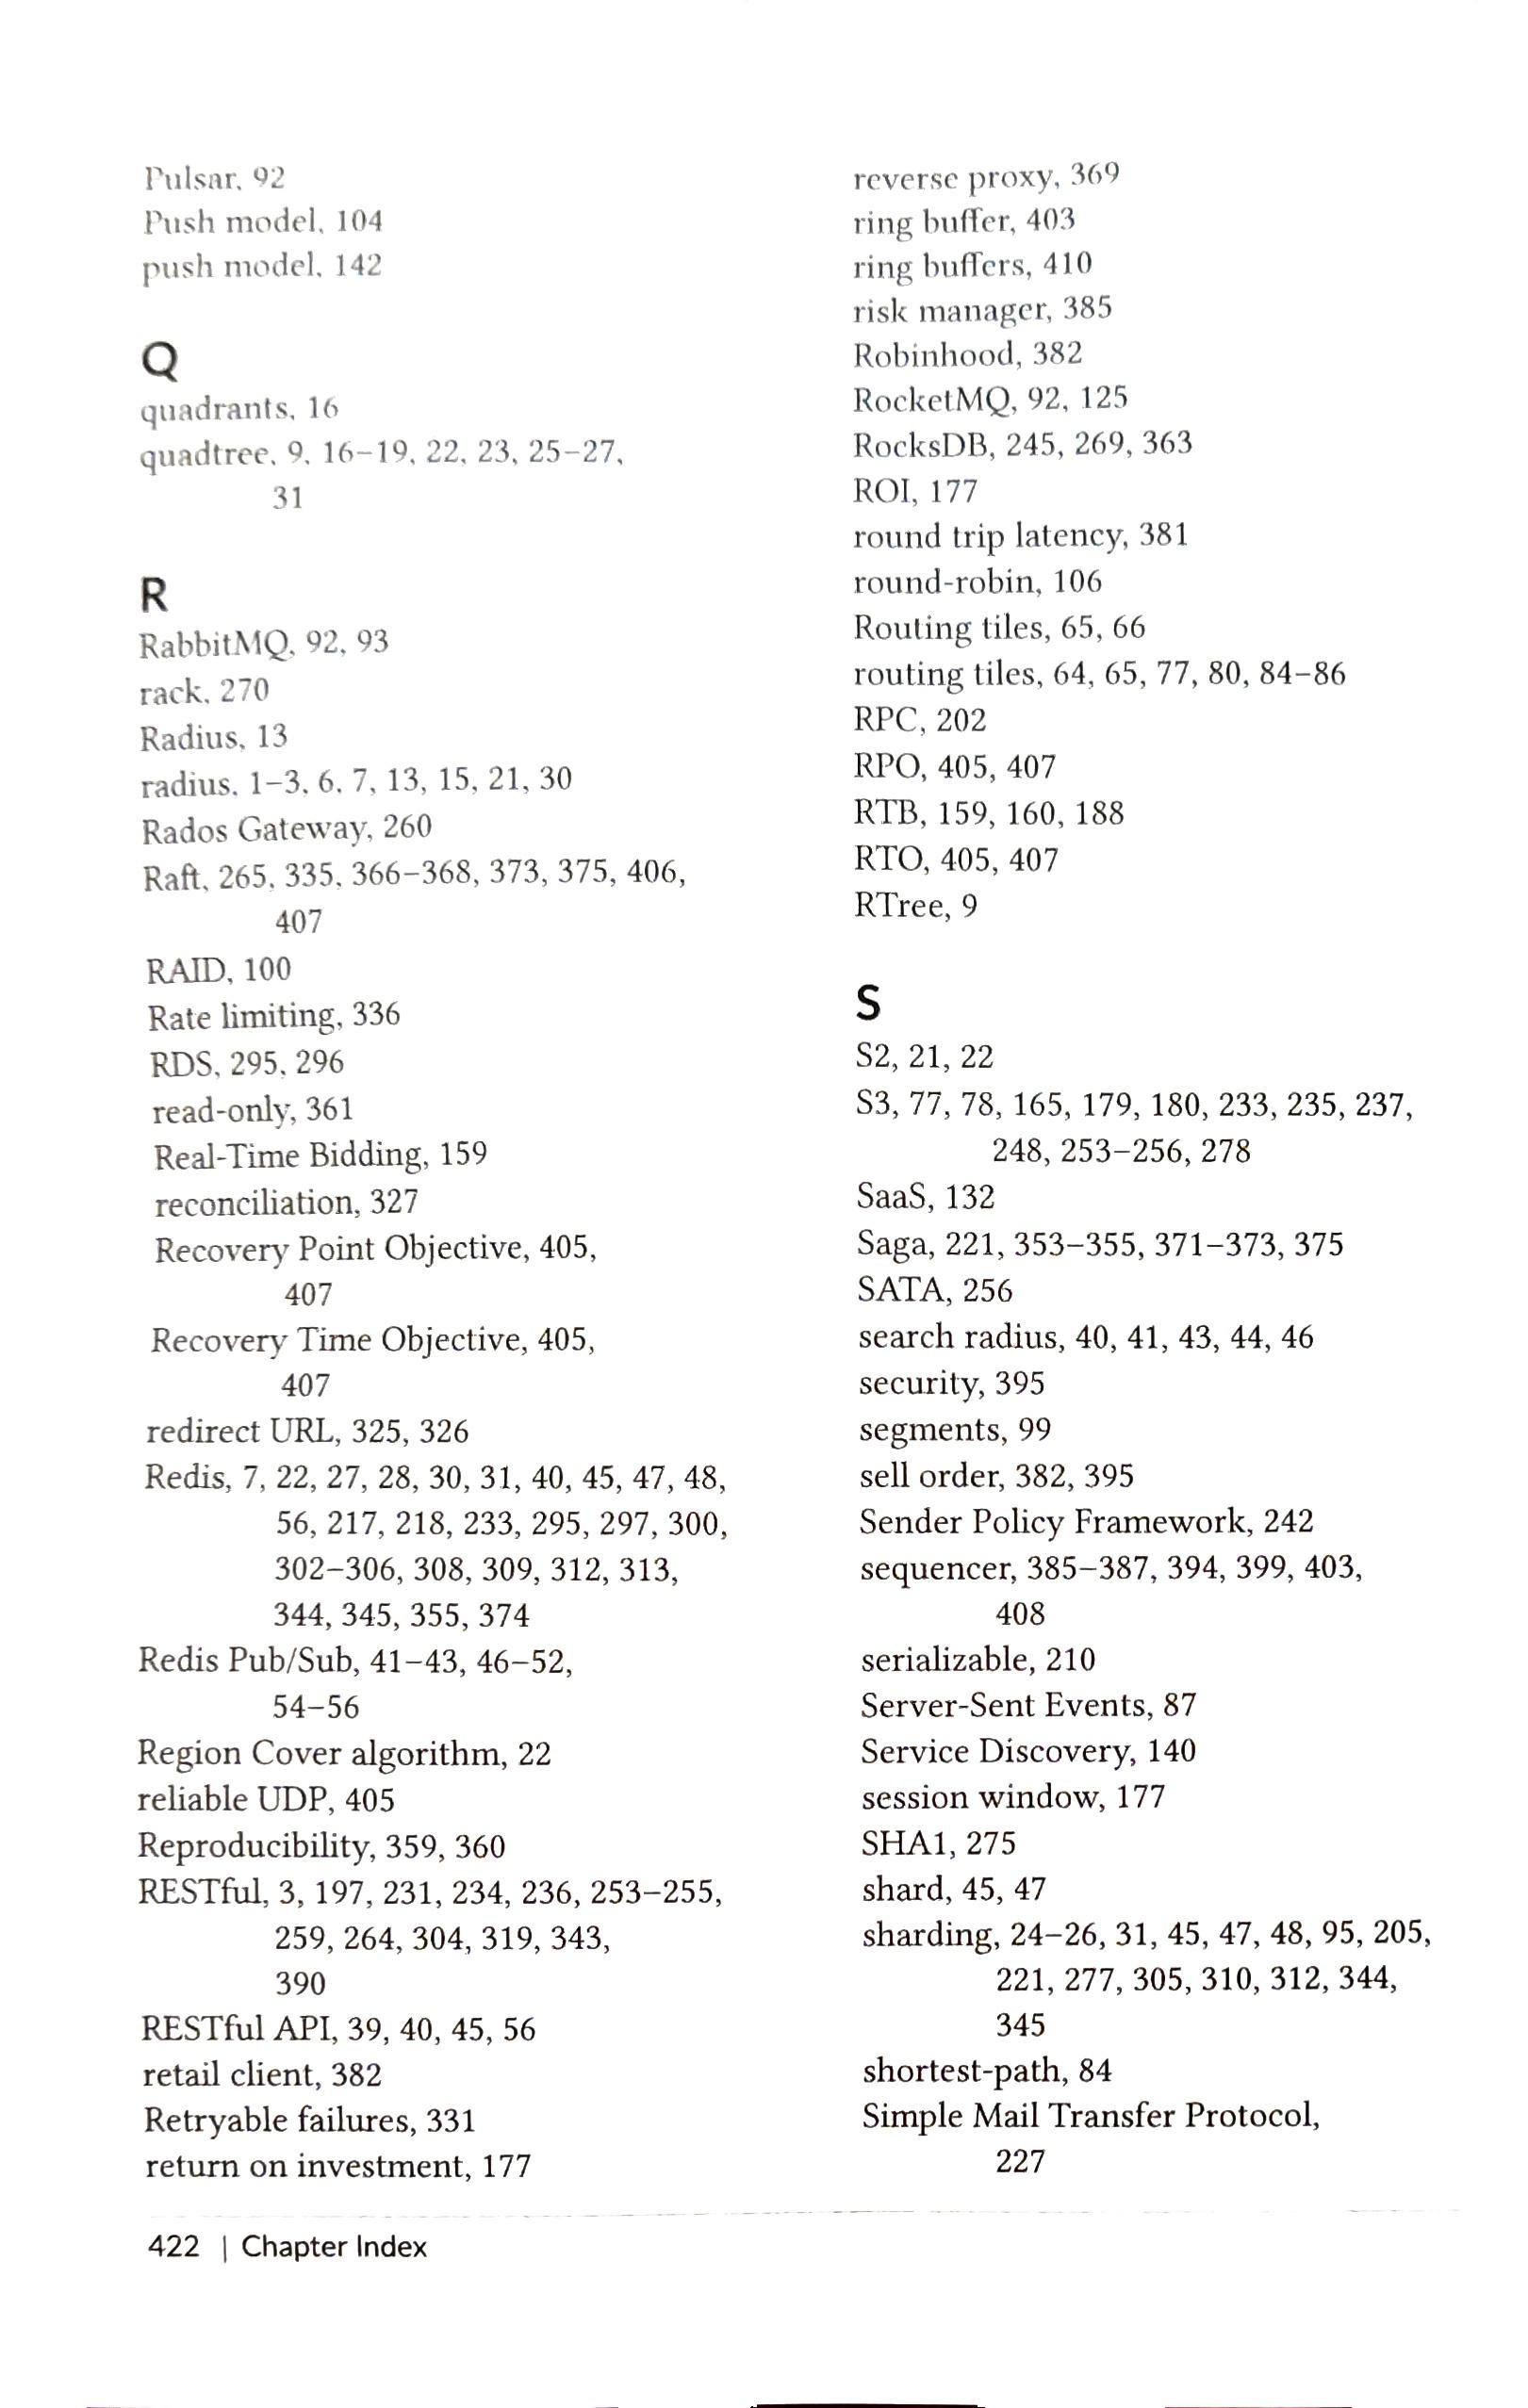 Pulsar, 92
Push model, 104
push model, 142
Q
quadrants, 16
quadtree, 9, 16–19, 22, 23, 25–27,
31
R
RabbitMQ, 92, 93
rack, 270
Radius, 13
radius, 1–3, 6, 7, 13, 15, 21, 30
Rados Gateway, 260
Raft, 265, 335, 366–368, 373, 375, 406,
407
RAID, 100
Rate limiting, 336
RDS, 295, 296
read-only, 361
Real-Time Bidding, 159
reconciliation, 327
Recovery Point Objective, 405,
407
Recovery Time Objective, 405,
407
redirect URL, 325, 326
Redis, 7, 22, 27, 28, 30, 31, 40, 45, 47, 48,
56, 217, 218, 233, 295, 297, 300,
302–306, 308, 309, 312, 313,
344, 345, 355, 374
Redis Pub/Sub, 41–43, 46–52,
54–56
Region Cover algorithm, 22
reliable UDP, 405
Reproducibility, 359, 360
RESTful, 3, 197, 231, 234, 236, 253–255,
259, 264, 304, 319, 343,
390
RESTful API, 39, 40, 45, 56
retail client, 382
Retryable failures, 331
return on investment, 177
reverse proxy, 369
ring buffer, 403
ring buffers, 410
risk manager, 385
Robinhood, 382
RocketMQ, 92, 125
RocksDB, 245, 269, 363
ROI, 177
round trip latency, 381
round-robin, 106
Routing tiles, 65, 66
routing tiles, 64, 65, 77, 80, 84–86
RPC, 202
RPO, 405, 407
RTB, 159, 160, 188
RTO, 405, 407
RTree, 9
S
S2, 21, 22
S3, 77, 78, 165, 179, 180, 233, 235, 237,
248, 253–256, 278
SaaS, 132
Saga, 221, 353–355, 371–373, 375
SATA, 256
search radius, 40, 41, 43, 44, 46
security, 395
segments, 99
sell order, 382, 395
Sender Policy Framework, 242
sequencer, 385–387, 394, 399, 403,
408
serializable, 210
Server-Sent Events, 87
Service Discovery, 140
session window, 177
SHA1, 275
shard, 45, 47
sharding, 24–26, 31, 45, 47, 48, 95, 205,
221, 277, 305, 310, 312, 344,
345
shortest-path, 84
Simple Mail Transfer Protocol,
227
422 | Chapter Index